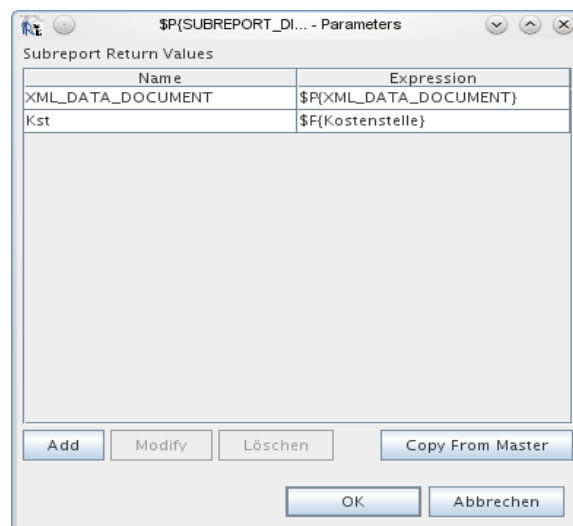 $P{SUBREPORT_DI... - Parameters
Subreport Return Values
Name Expression
XML_DATA_DOCUMENT $P{XML_DATA_DOCUMENT}
Kst $F{Kostenstelle}
Add Modify Löschen Copy From Master
OK Abbrechen